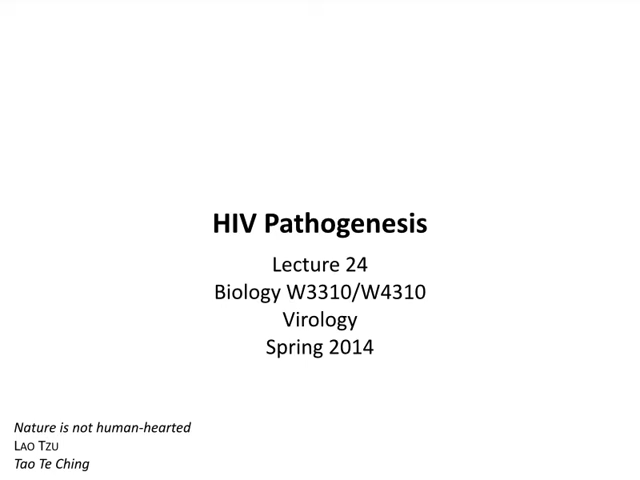 HIV Pathogenesis
Lecture 24
Biology W3310/W4310
Virology
Spring 2014
Nature is not human-hearted
LAO TZU
Tao Te Ching